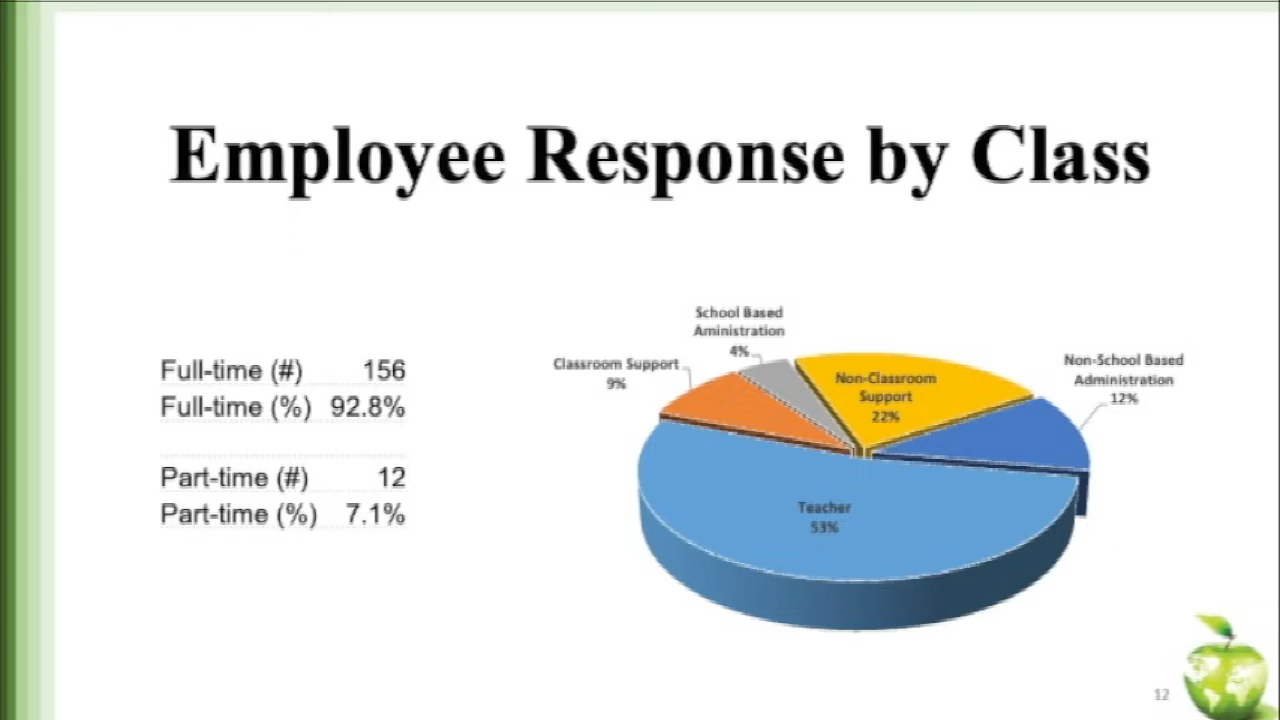 Employee Response by Class
Full-time (#) 156
Full-time (%) 92.8%
Part-time (#) 12
Part-time (%) 7.1%
School Based
Aministration
4%
Classroom Support
9%
Non-Classroom
Support
22%
Non-School Based
Administration
12%
Teacher
53%
12